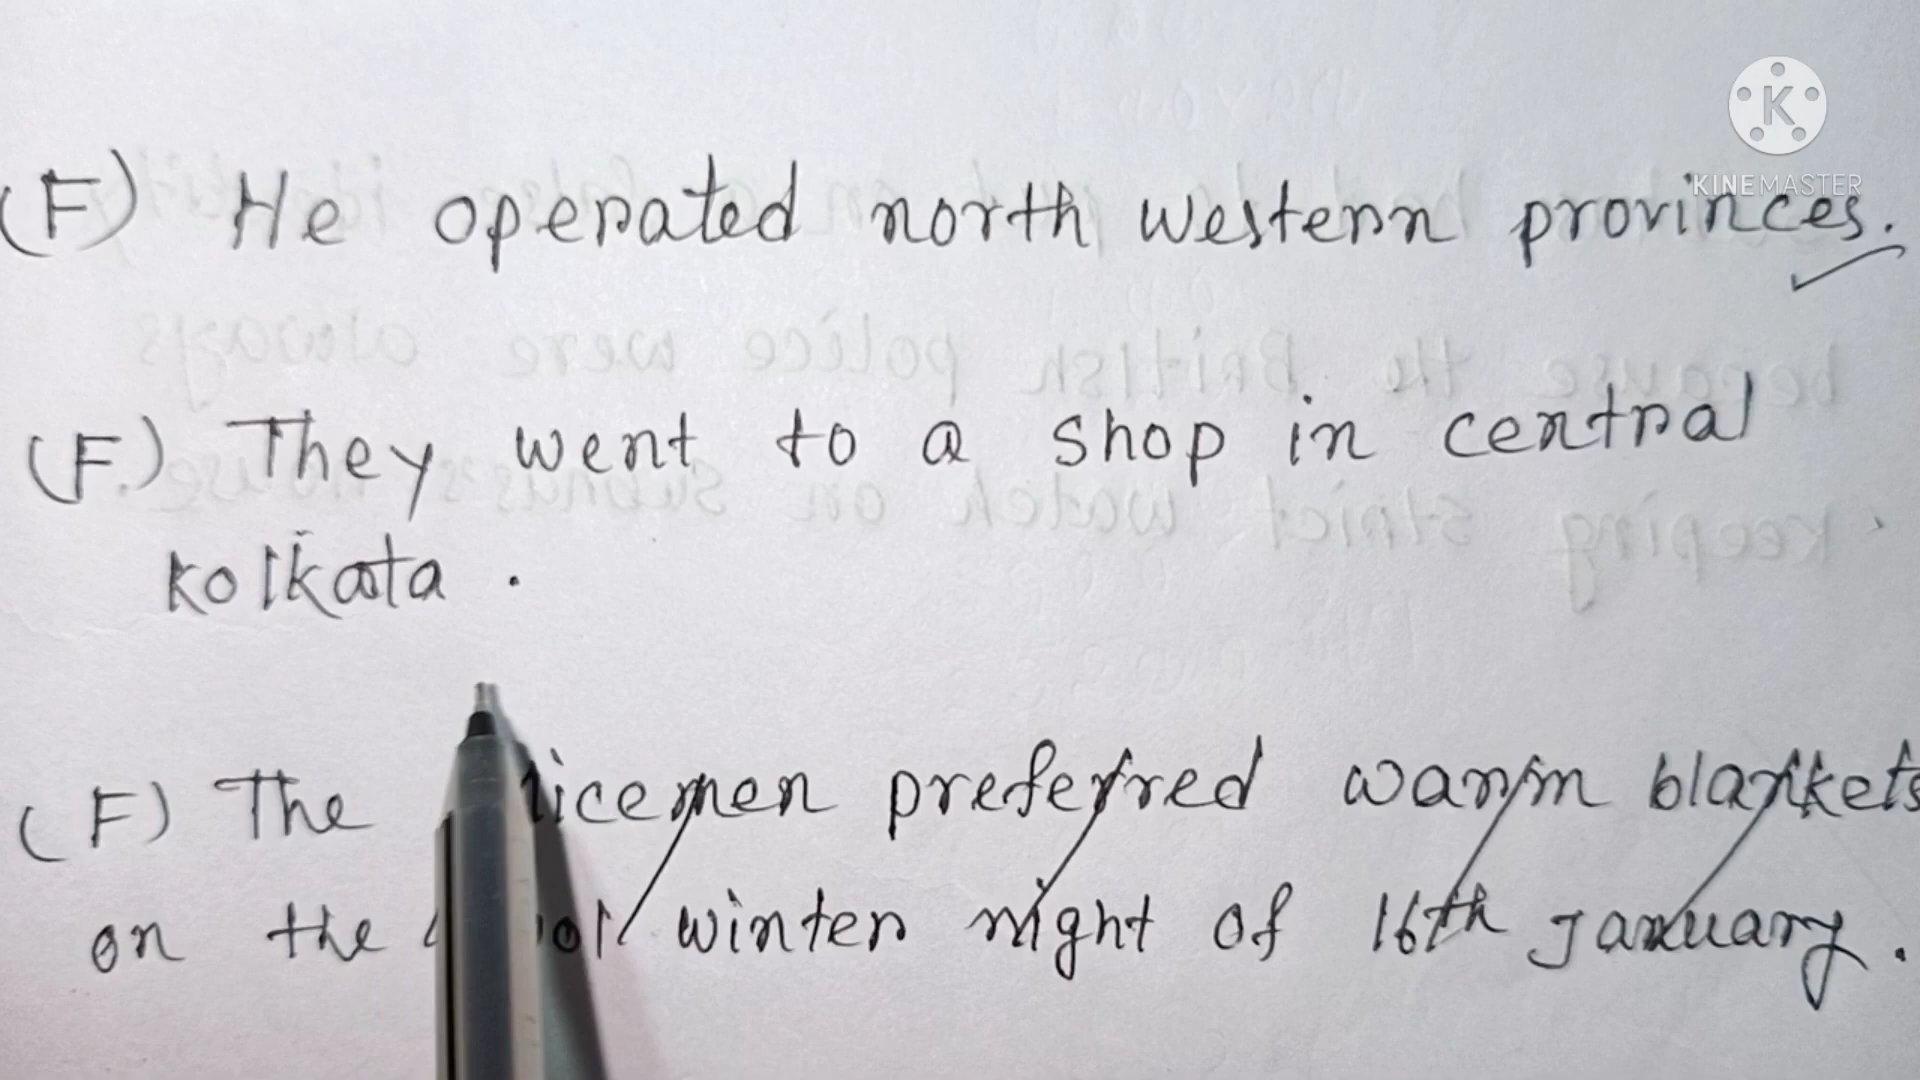 K
KINEMASTER
(F) He operated north western provinces.
(F) They went to a shop in central
kolkata .
(F) The preferred warm blankets
on the winter night of 16th January .